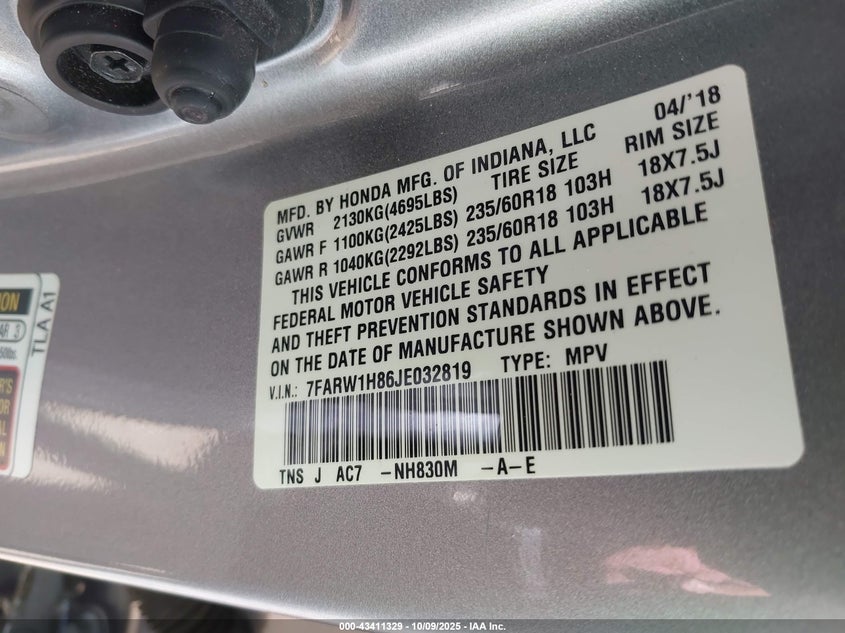 MFD. BY HONDA MFG. OF INDIANA, LLC 04/'18
GVWR 2130KG(4695LBS) TIRE SIZE RIM SIZE
GAWR F 1100KG(2425LBS) 235/60R18 103H 18X7.5J
GAWR R 1040KG(2292LBS) 235/60R18 103H 18X7.5J
THIS VEHICLE CONFORMS TO ALL APPLICABLE
FEDERAL MOTOR VEHICLE SAFETY
AND THEFT PREVENTION STANDARDS IN EFFECT
ON THE DATE OF MANUFACTURE SHOWN ABOVE.
V.I.N.: 7FARW1H86JE032819 TYPE: MPV
TNS J AC7 -NH830M -A-E
TLA A1
000-43411329 - 10/09/2025 - IAA Inc.